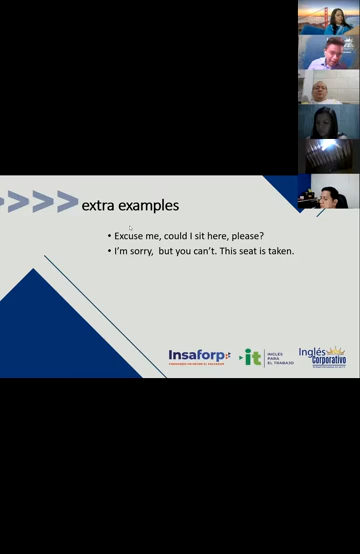 >>>> extra examples
• Excuse me, could I sit here, please?
• I'm sorry,  but you can't. This seat is taken.
Insaforp
it
INGLÉS
PARA
EL TRABAJO
Inglés
Corporativo